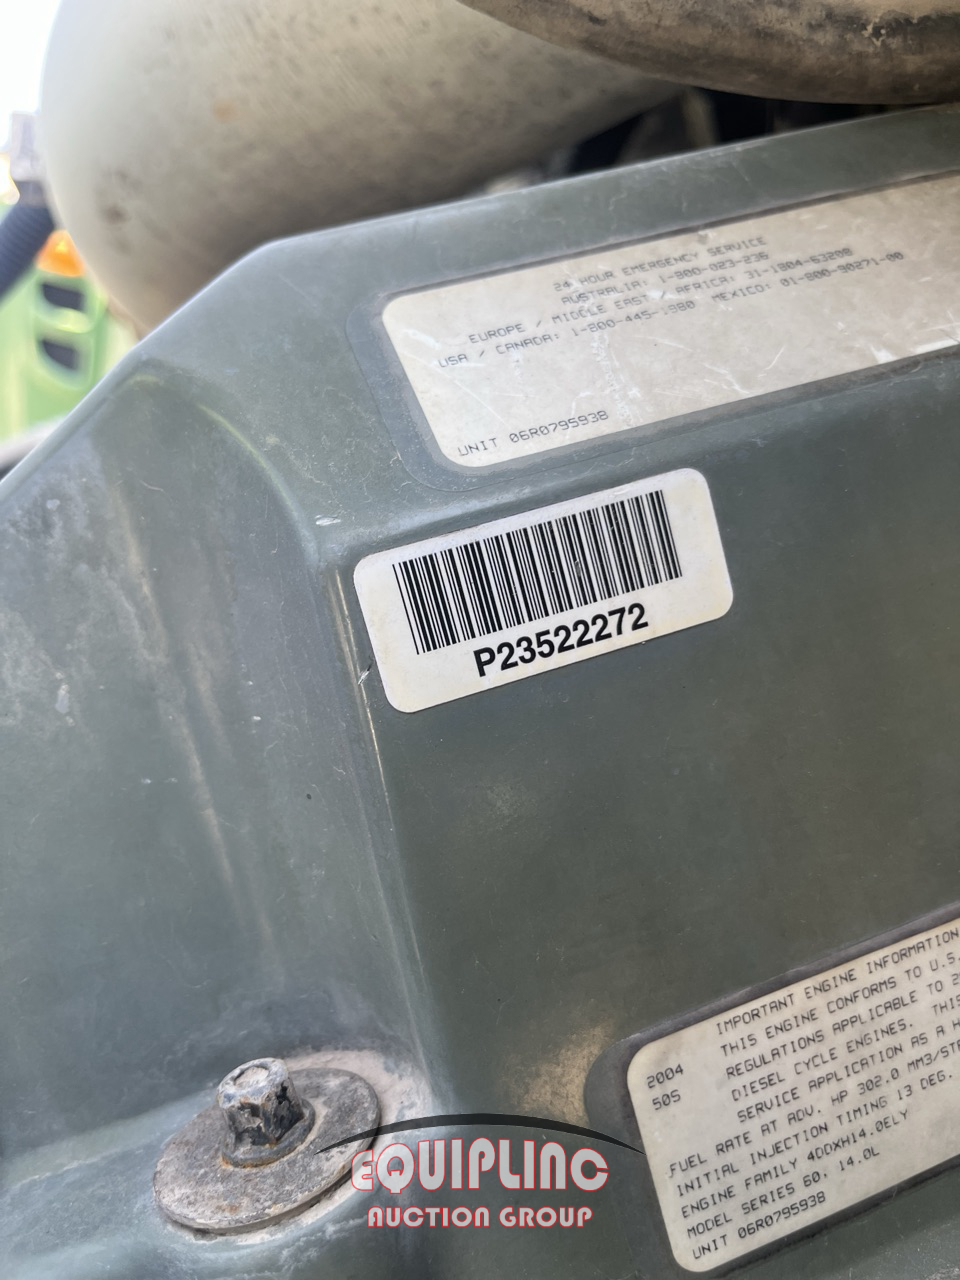 24 HOUR EMERGENCY SERVICE
AUSTRALIA: 1-800-023-236
EUROPE / MIDDLE EAST / AFRICA: 31-1804-63208
USA / CANADA: 1-800-445-1980 MEXICO: 01-800-90271-00
UNIT 06R0795938
P23522272
IMPORTANT ENGINE INFORMATION
THIS ENGINE CONFORMS TO U.S.
2004 REGULATIONS APPLICABLE TO
505 DIESEL CYCLE ENGINES. THIS
SERVICE APPLICATION AS A
FUEL RATE AT ADV. HP 302.0 MM3/
INITIAL INJECTION TIMING 13 DEG.
ENGINE FAMILY 4DDXH14.0ELY
MODEL SERIES 60, 14.0L
UNIT 06R0795938
EQUIPLINC
AUCTION GROUP